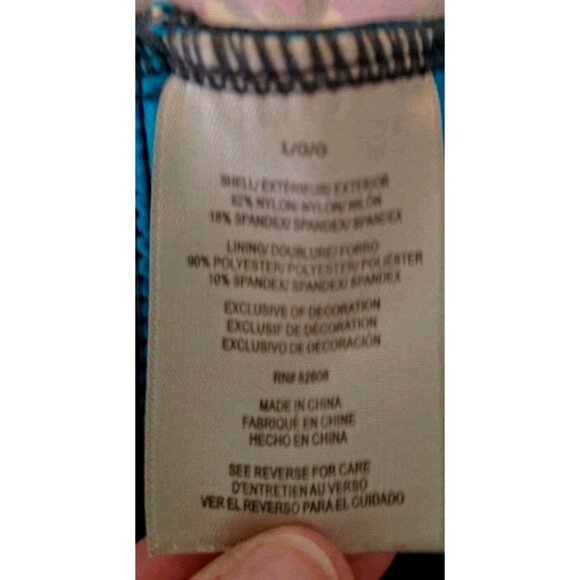 L/G/G
SHELL/ EXTÉRIEUR/ EXTERIOR
82% NYLON/ NYLON/ NILÓN
18% SPANDEX/ SPANDEX/ SPANDEX
LINING/ DOUBLURE/ FORRO
90% POLYESTER/ POLYESTER/ POLIÉSTER
10% SPANDEX/ SPANDEX/ SPANDEX
EXCLUSIVE OF DECORATION
EXCLUSIF DE DÉCORATION
EXCLUSIVO DE DECORACIÓN
RN# 82608
MADE IN CHINA
FABRIQUÉ EN CHINE
HECHO EN CHINA
SEE REVERSE FOR CARE
D'ENTRETIEN AU VERSO
VER EL REVERSO PARA EL CUIDADO